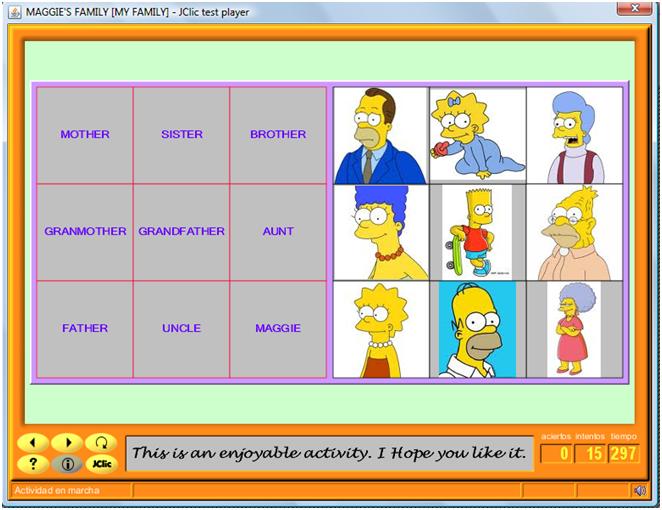 MAGGIE'S FAMILY [MY FAMILY] - JClic test player
MOTHER SISTER BROTHER
GRANMOTHER GRANDFATHER AUNT
FATHER UNCLE MAGGIE
This is an enjoyable activity. I Hope you like it.
aciertos intentos tiempo
0 15 297
? i JClic
Actividad en marcha